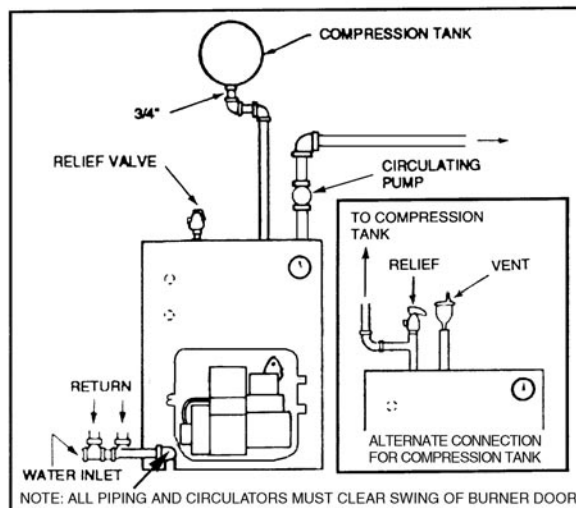 COMPRESSION TANK
3/4"
RELIEF VALVE
CIRCULATING
PUMP
TO COMPRESSION
TANK
RELIEF
VENT
RETURN
WATER INLET
ALTERNATE CONNECTION
FOR COMPRESSION TANK
NOTE: ALL PIPING AND CIRCULATORS MUST CLEAR SWING OF BURNER DOOR